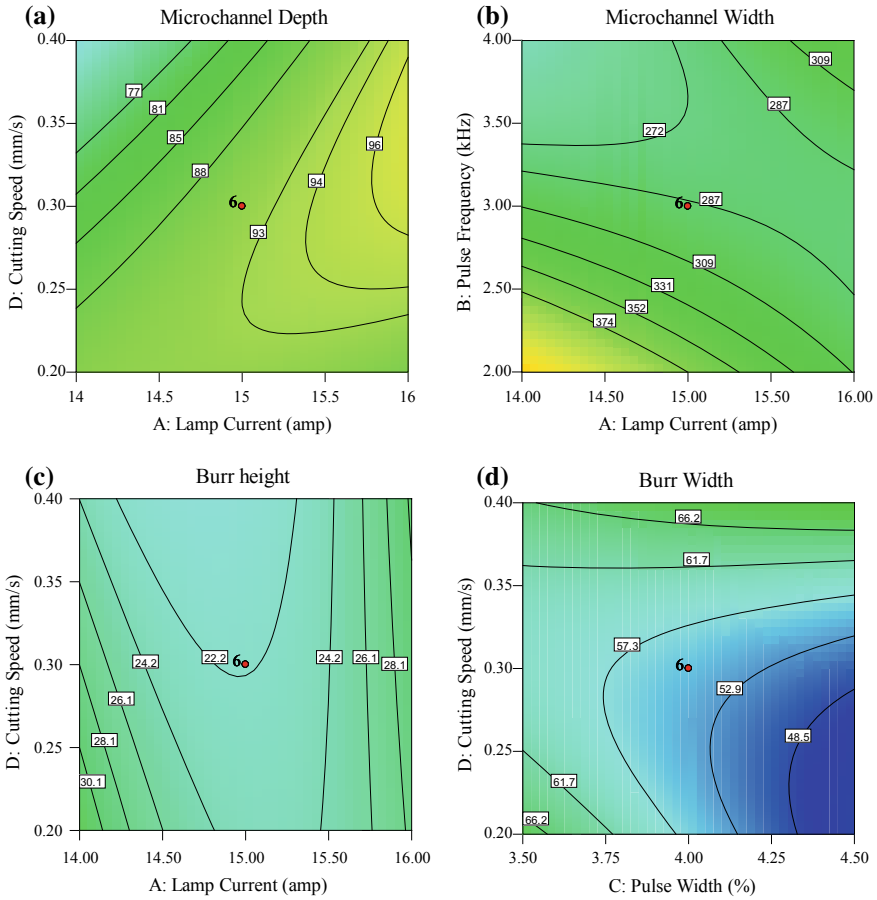 (a) Microchannel Depth
0.40
0.35
0.30
0.25
0.20
D: Cutting Speed (mm/s)
77
81
85
88
96
94
93
6
14 14.5 15 15.5 16
A: Lamp Current (amp)
(b) Microchannel Width
4.00
3.50
3.00
2.50
2.00
B: Pulse Frequency (kHz)
309
287
272
6
287
309
331
352
374
14.00 14.50 15.00 15.50 16.00
A: Lamp Current (amp)
(c) Burr height
0.40
0.35
0.30
0.25
0.20
D: Cutting Speed (mm/s)
24.2 22.2 6 24.2 26.1 28.1
26.1
28.1
30.1
14.00 14.50 15.00 15.50 16.00
A: Lamp Current (amp)
(d) Burr Width
0.40
0.35
0.30
0.25
0.20
D: Cutting Speed (mm/s)
66.2
61.7
57.3
6
52.9
48.5
61.7
66.2
3.50 3.75 4.00 4.25 4.50
C: Pulse Width (%)